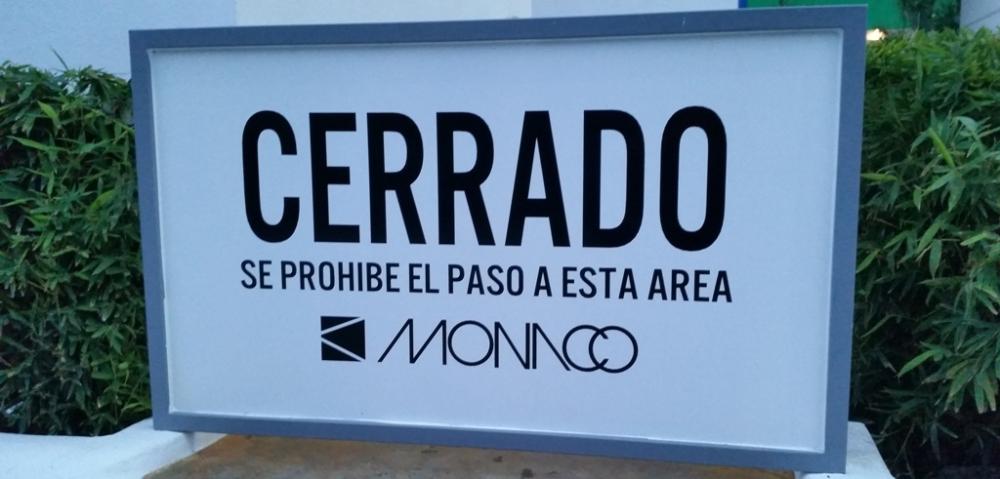 CERRADO
SE PROHIBE EL PASO A ESTA AREA
MONACO